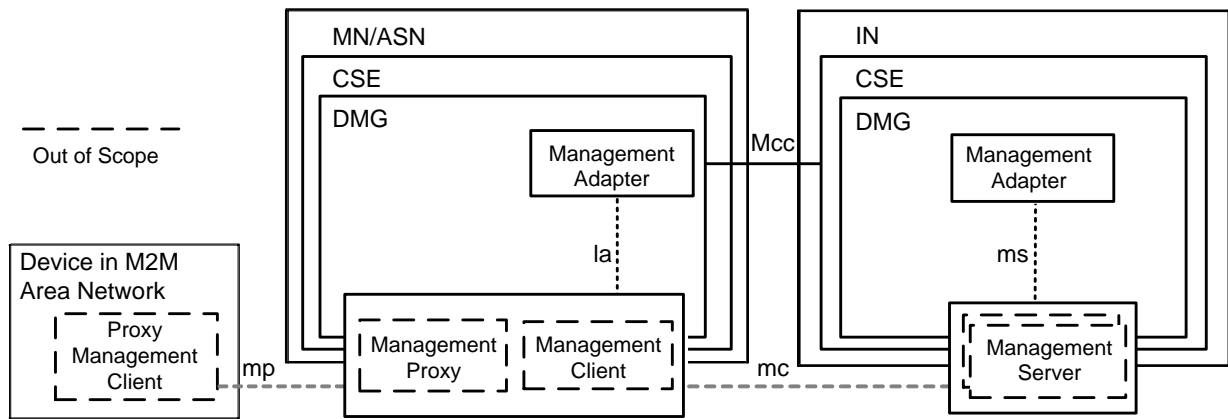 MN/ASN
CSE
DMG
Management
Adapter
Mcc
IN
CSE
DMG
Management
Adapter
Out of Scope
la
ms
Device in M2M
Area Network
Proxy
Management
Client
mp
Management
Proxy
Management
Client
mc
Management
Server